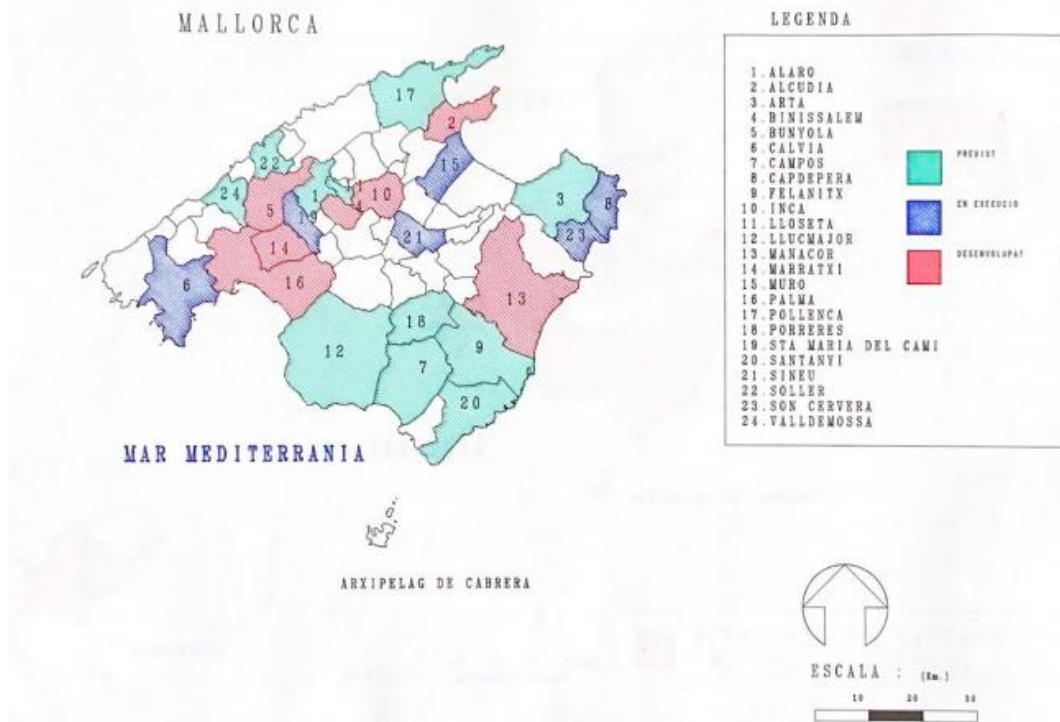 MALLORCA
LEGENDA
1. ALARO
2. ALCUDIA
3. ARTA
4. BINISSALEM
5. BUNYOLA
6. CALVIA
7. CAMPOS
8. CAPDEPERA
9. FELANITX
10. INCA
11. LLOSETA
12. LLUCMAJOR
13. MANACOR
14. MARRATXI
15. MURO
16. PALMA
17. POLLENCA
18. PORRERES
19. STA MARIA DEL CAMI
20. SANTANYI
21. SINEU
22. SOLLER
23. SON CERVERA
24. VALLDEMOSSA
PREVIST
EN EXECUCIO
DESENVOLUPAT
17
2
22
15
1
10
24
5
19
3
8
21
23
14
6
16
13
18
12
9
7
20
MAR MEDITERRANIA
ARXIPELAG DE CABRERA
ESCALA : (Km.)
10 20 30